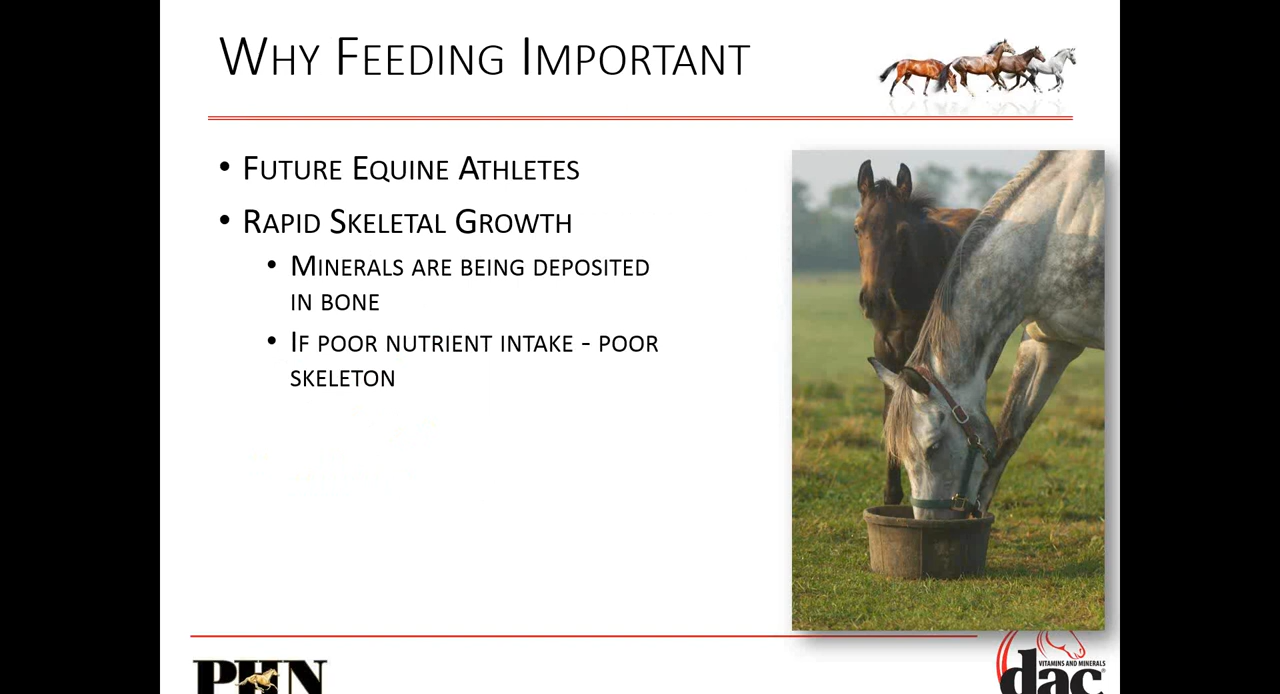 Why Feeding Important
• Future Equine Athletes
• Rapid Skeletal Growth
• Minerals are being deposited
in bone
• If poor nutrient intake - poor
skeleton
PHN
VITAMINS AND MINERALS
dac